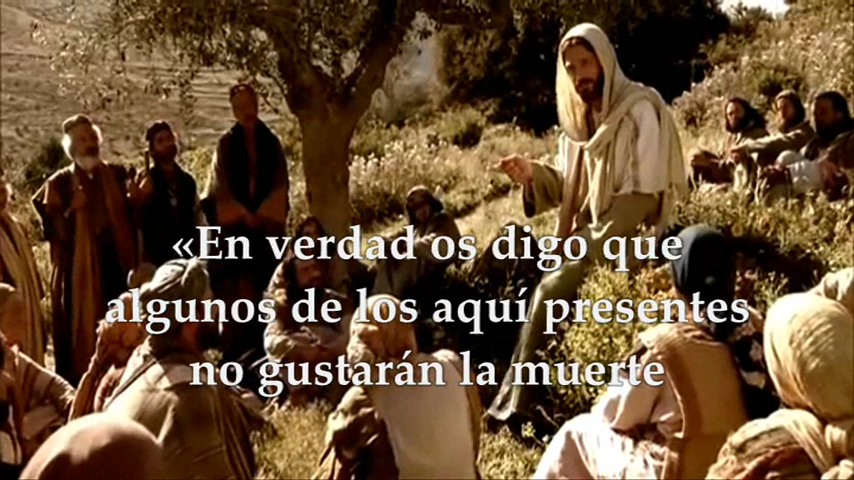 «En verdad os digo que
algunos de los aquí presentes
no gustarán la muerte